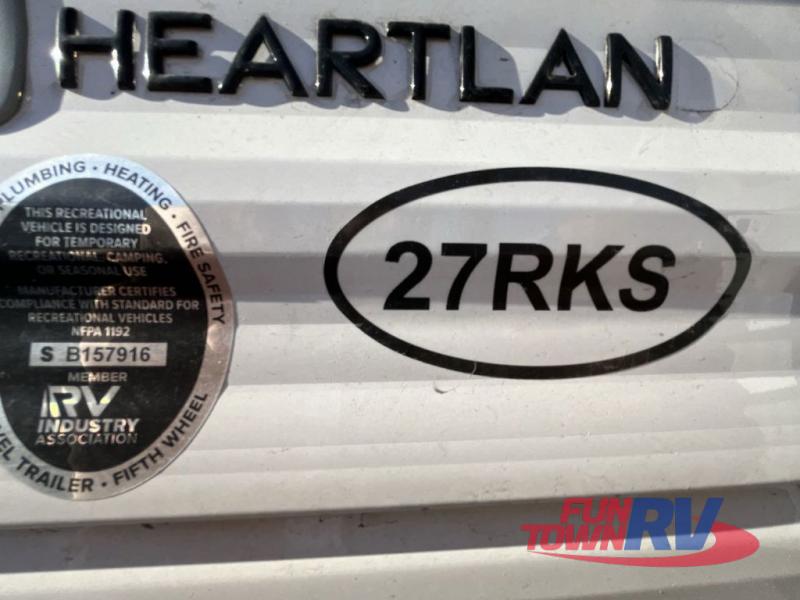 HEARTLAN
PLUMBING · HEATING · FIRE SAFETY
THIS RECREATIONAL
VEHICLE IS DESIGNED
FOR TEMPORARY
RECREATIONAL, CAMPING,
OR SEASONAL USE
MANUFACTURER CERTIFIES
COMPLIANCE WITH STANDARD FOR
RECREATIONAL VEHICLES
NFPA 1192
S B157916
MEMBER
RV
INDUSTRY
ASSOCIATION
VEL TRAILER · FIFTH WHEEL
27RKS
FUN
TOWN RV